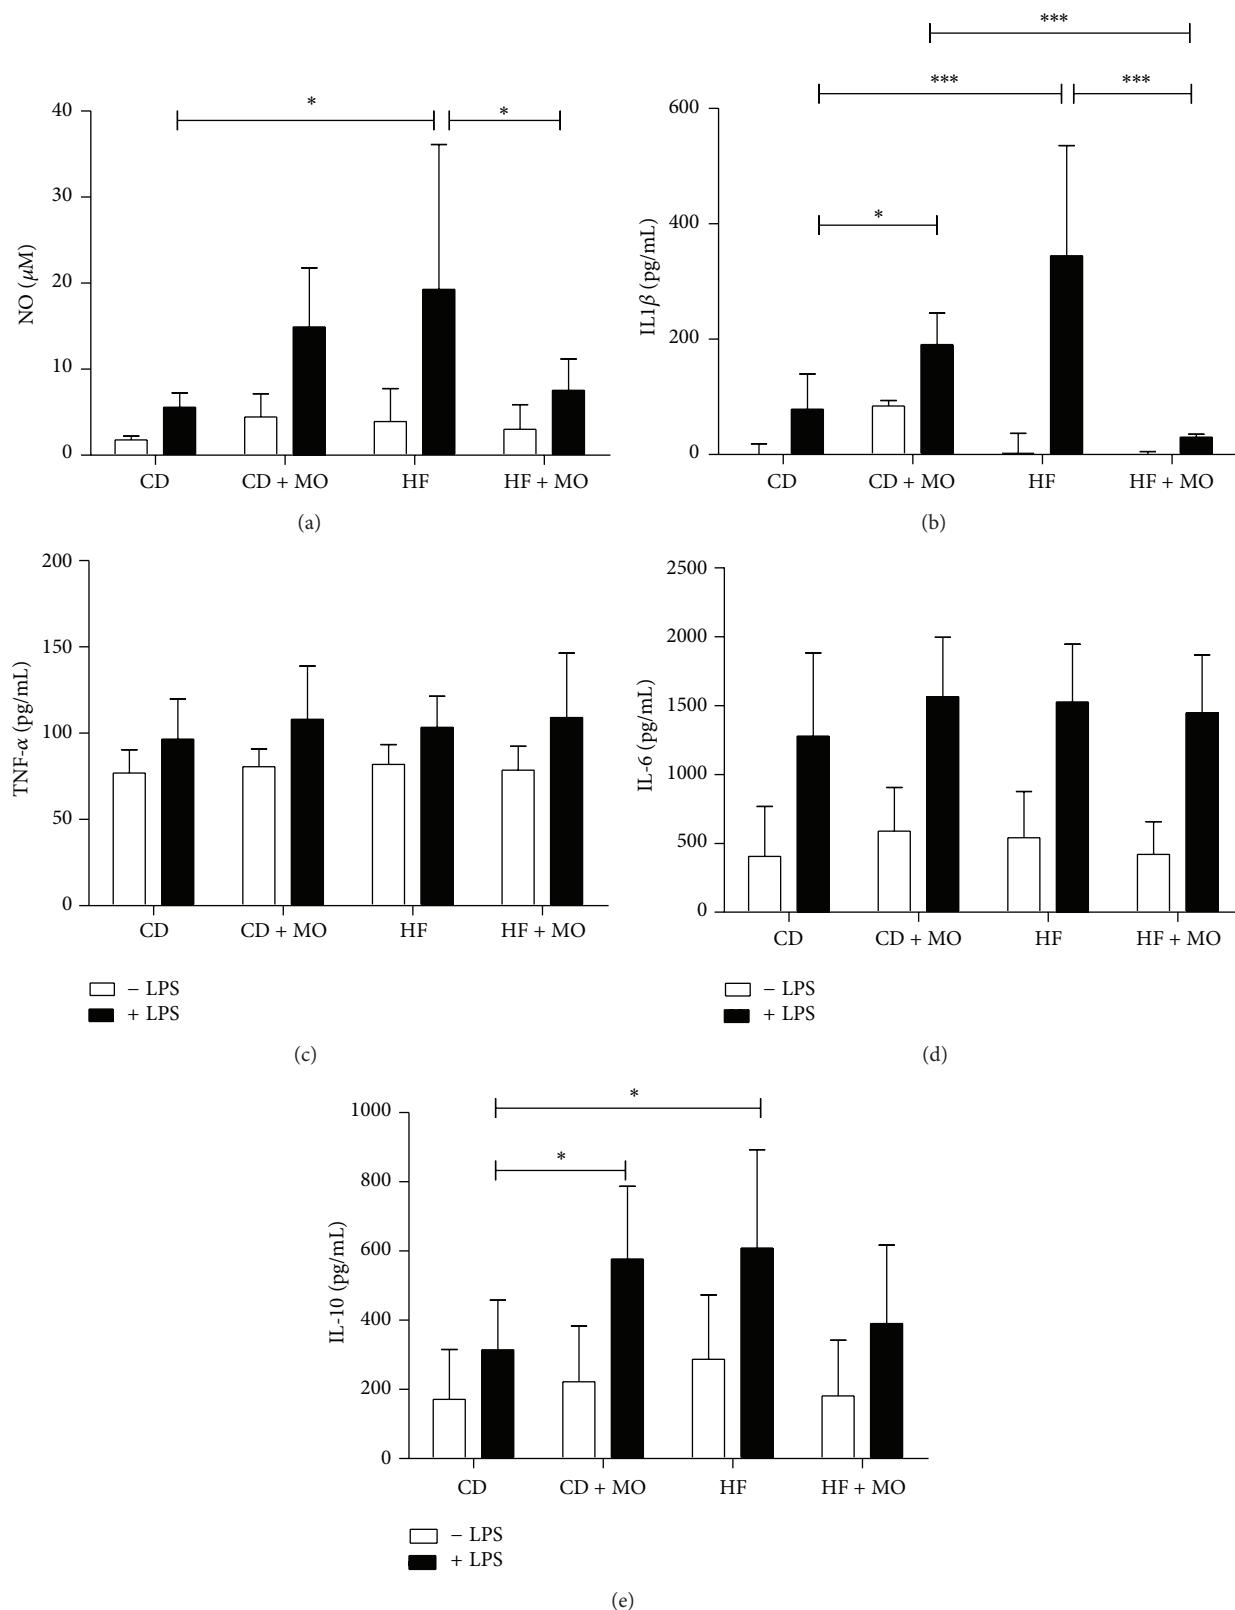 *
*
40
30
20
10
0
NO (μM)
CD
CD + MO
HF
HF + MO
(a)
***
***
***
*
600
400
200
0
IL1β (pg/mL)
CD
CD + MO
HF
HF + MO
(b)
200
150
100
50
0
TNF-α (pg/mL)
CD
CD + MO
HF
HF + MO
− LPS
+ LPS
(c)
2500
2000
1500
1000
500
0
IL-6 (pg/mL)
CD
CD + MO
HF
HF + MO
− LPS
+ LPS
(d)
*
*
1000
800
600
400
200
0
IL-10 (pg/mL)
CD
CD + MO
HF
HF + MO
− LPS
+ LPS
(e)